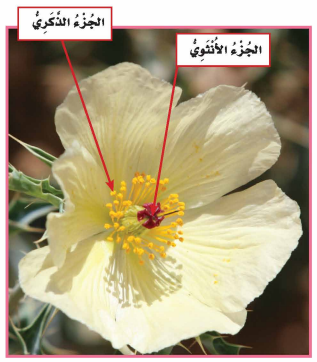 الجُزْءُ الذَّكَرِيُّ
الجُزْءُ الأُنْثَوِيُّ